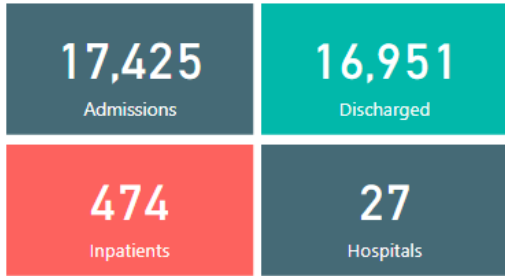 17,425
Admissions
16,951
Discharged
474
Inpatients
27
Hospitals